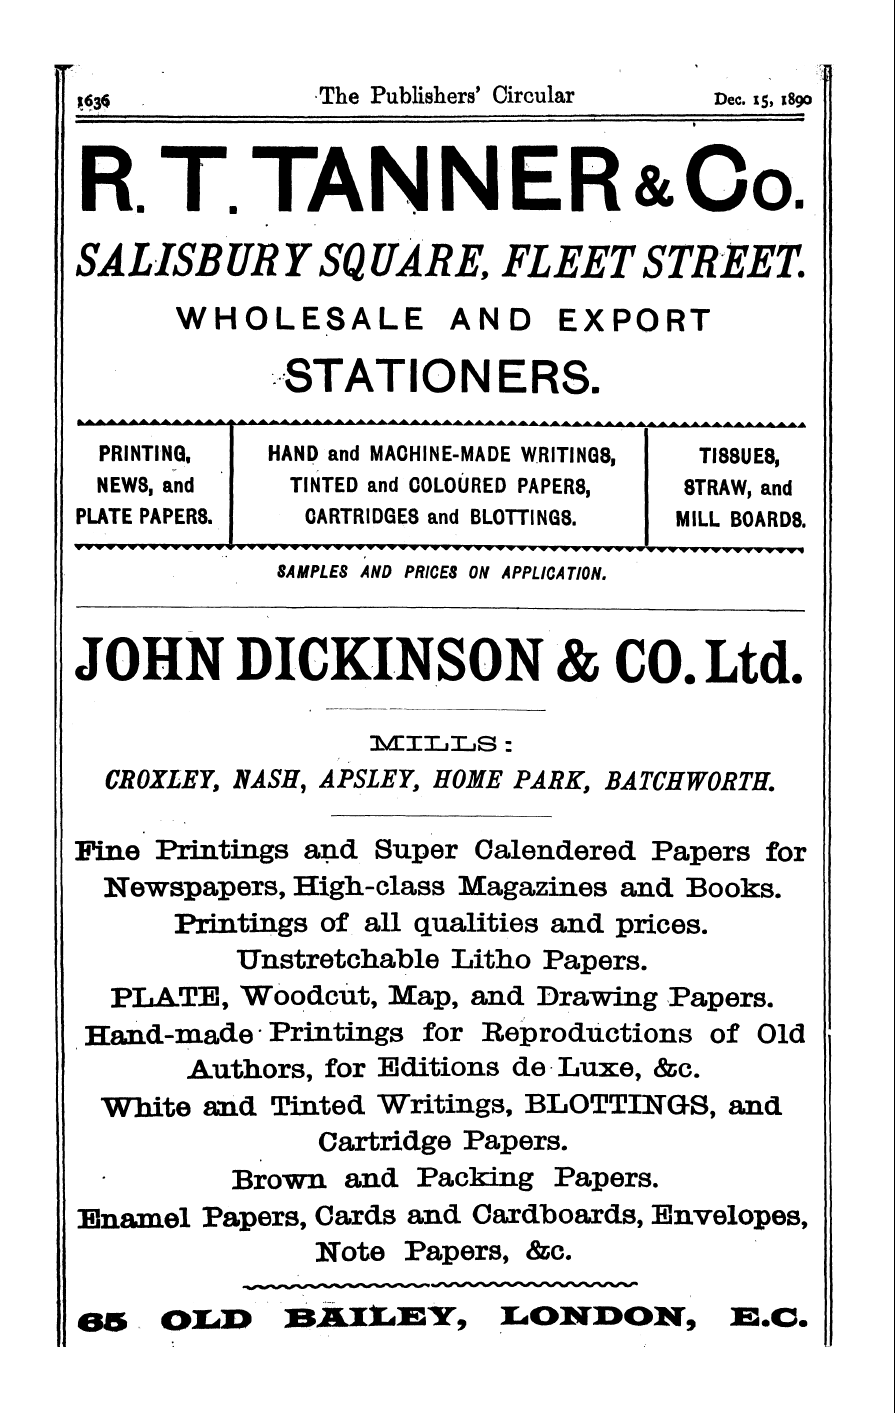 1636 The Publishers' Circular Dec. 15, 1890
R. T. TANNER & Co.
SALISBURY SQUARE, FLEET STREET.
WHOLESALE AND EXPORT
STATIONERS.
PRINTING,
NEWS, and
PLATE PAPERS.
HAND and MACHINE-MADE WRITINGS,
TINTED and COLOURED PAPERS,
CARTRIDGES and BLOTTINGS.
TISSUES,
STRAW, and
MILL BOARDS.
SAMPLES AND PRICES ON APPLICATION.
JOHN DICKINSON & CO. Ltd.
MILLS:
CROXLEY, NASH, APSLEY, HOME PARK, BATCHWORTH.
Fine Printings and Super Calendered Papers for
Newspapers, High-class Magazines and Books.
Printings of all qualities and prices.
Unstretchable Litho Papers.
PLATE, Woodcut, Map, and Drawing Papers.
Hand-made Printings for Reproductions of Old
Authors, for Editions de Luxe, &c.
White and Tinted Writings, BLOTTINGS, and
Cartridge Papers.
Brown and Packing Papers.
Enamel Papers, Cards and Cardboards, Envelopes,
Note Papers, &c.
65 OLD BAILEY, LONDON, E.C.